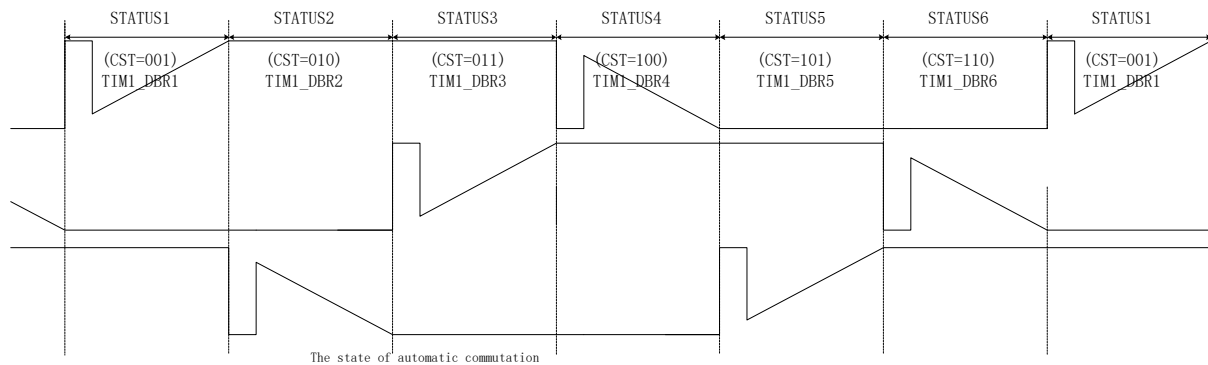 STATUS1 STATUS2 STATUS3 STATUS4 STATUS5 STATUS6 STATUS1
(CST=001) (CST=010) (CST=011) (CST=100) (CST=101) (CST=110) (CST=001)
TIM1_DBR1 TIM1_DBR2 TIM1_DBR3 TIM1_DBR4 TIM1_DBR5 TIM1_DBR6 TIM1_DBR1
The state of automatic commutation